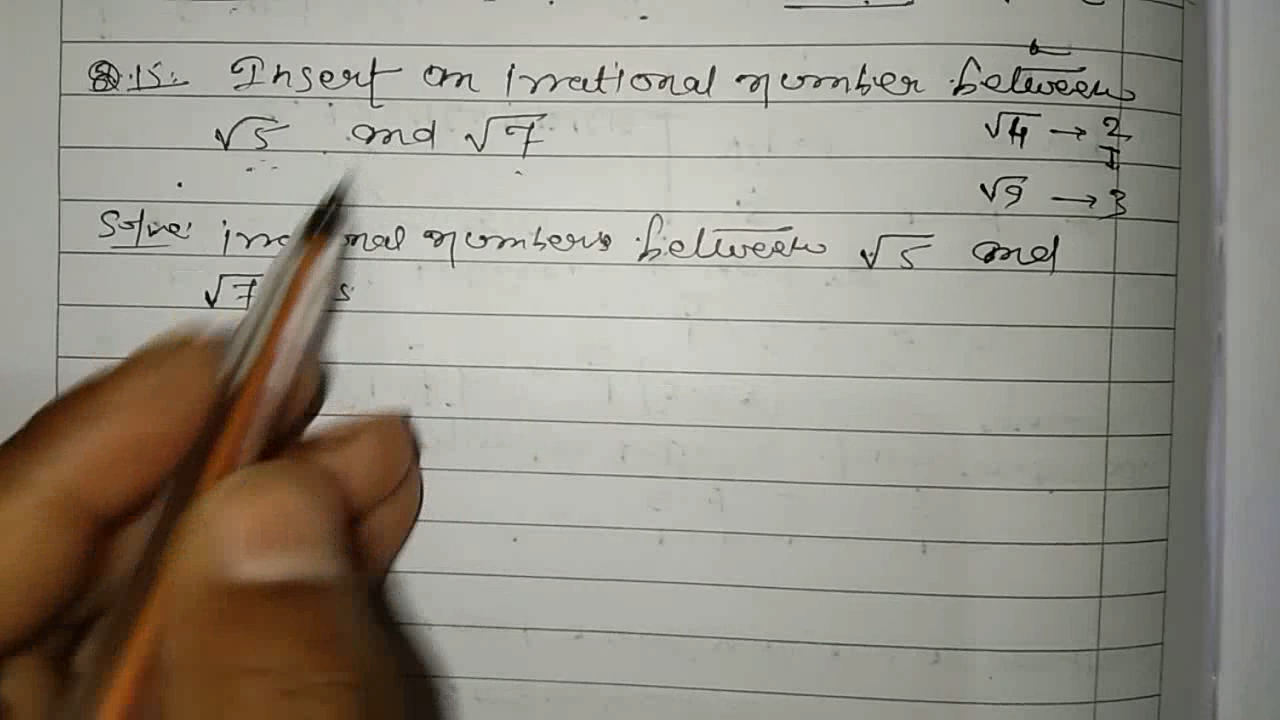 Q.15. Insert an irrational number between
√5 and √7
√4 → 2
I
√9 → 3
Solve: numbers between √5 and
√7